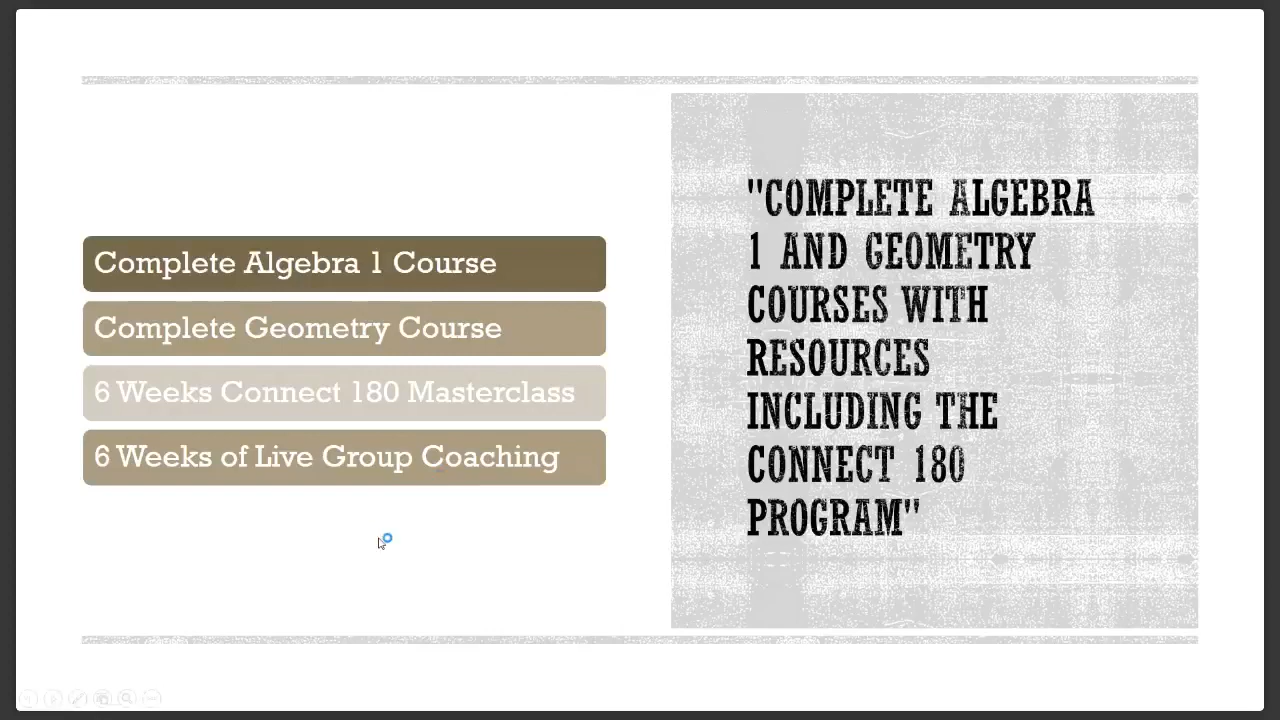 Complete Algebra 1 Course
Complete Geometry Course
6 Weeks Connect 180 Masterclass
6 Weeks of Live Group Coaching
"COMPLETE ALGEBRA
1 AND GEOMETRY
COURSES WITH
RESOURCES
INCLUDING THE
CONNECT 180
PROGRAM"